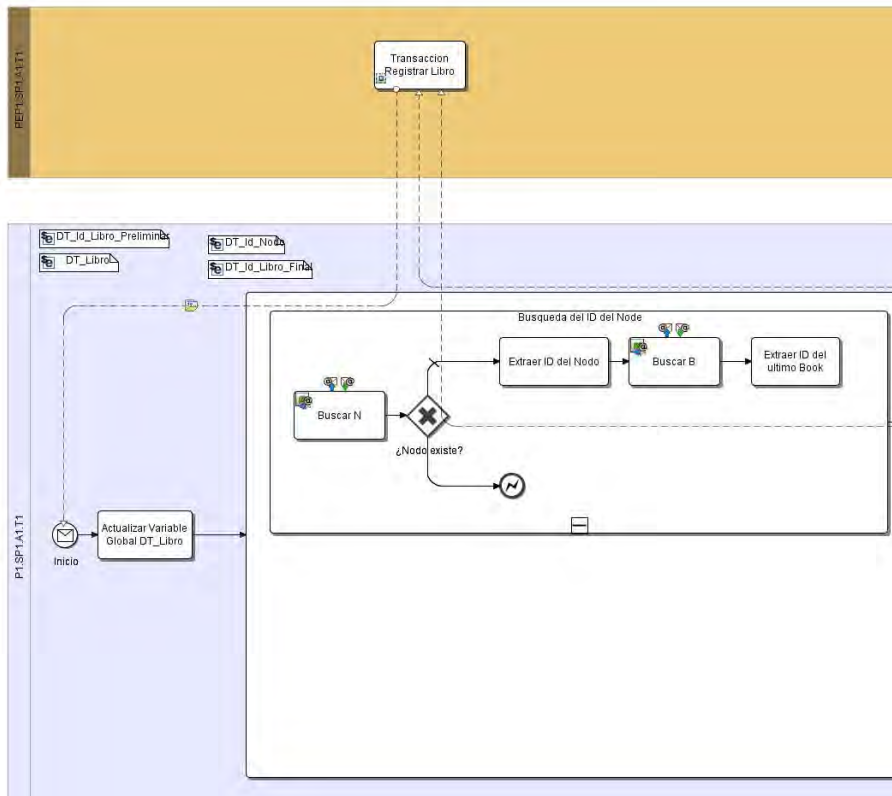 PEP1.SP1.A1.T1
Transaccion
Registrar Libro
DT_Id_Libro_Preliminar
DT_Id_Node
DT_Libro
DT_Id_Libro_Final
Busqueda del ID del Node
Extraer ID del Nodo
Buscar B
Extraer ID del
ultimo Book
Buscar N
¿Nodo existe?
P1.SP1.A1.T1
Actualizar Variable
Global DT_Libro
Inicio